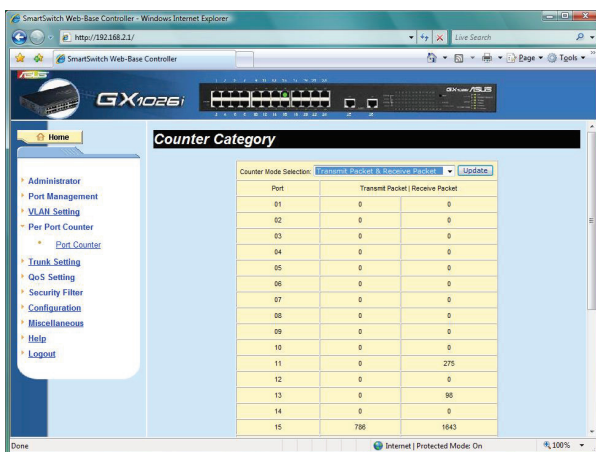 SmartSwitch Web-Base Controller - Windows Internet Explorer
http://192.168.2.1/
Live Search
SmartSwitch Web-Base Controller
Page
Tools
ASUS
GX1026i
ASUS
Home
Administrator
Port Management
VLAN Setting
Per Port Counter
Port Counter
Trunk Setting
QoS Setting
Security Filter
Configuration
Miscellaneous
Help
Logout
Counter Category
Counter Mode Selection: Transmit Packet & Receive Packet Update
Port Transmit Packet | Receive Packet
01 0 0
02 0 0
03 0 0
04 0 0
05 0 0
06 0 0
07 0 0
08 0 0
09 0 0
10 0 0
11 0 275
12 0 0
13 0 98
14 0 0
15 786 1643
Done
Internet | Protected Mode: On
100%